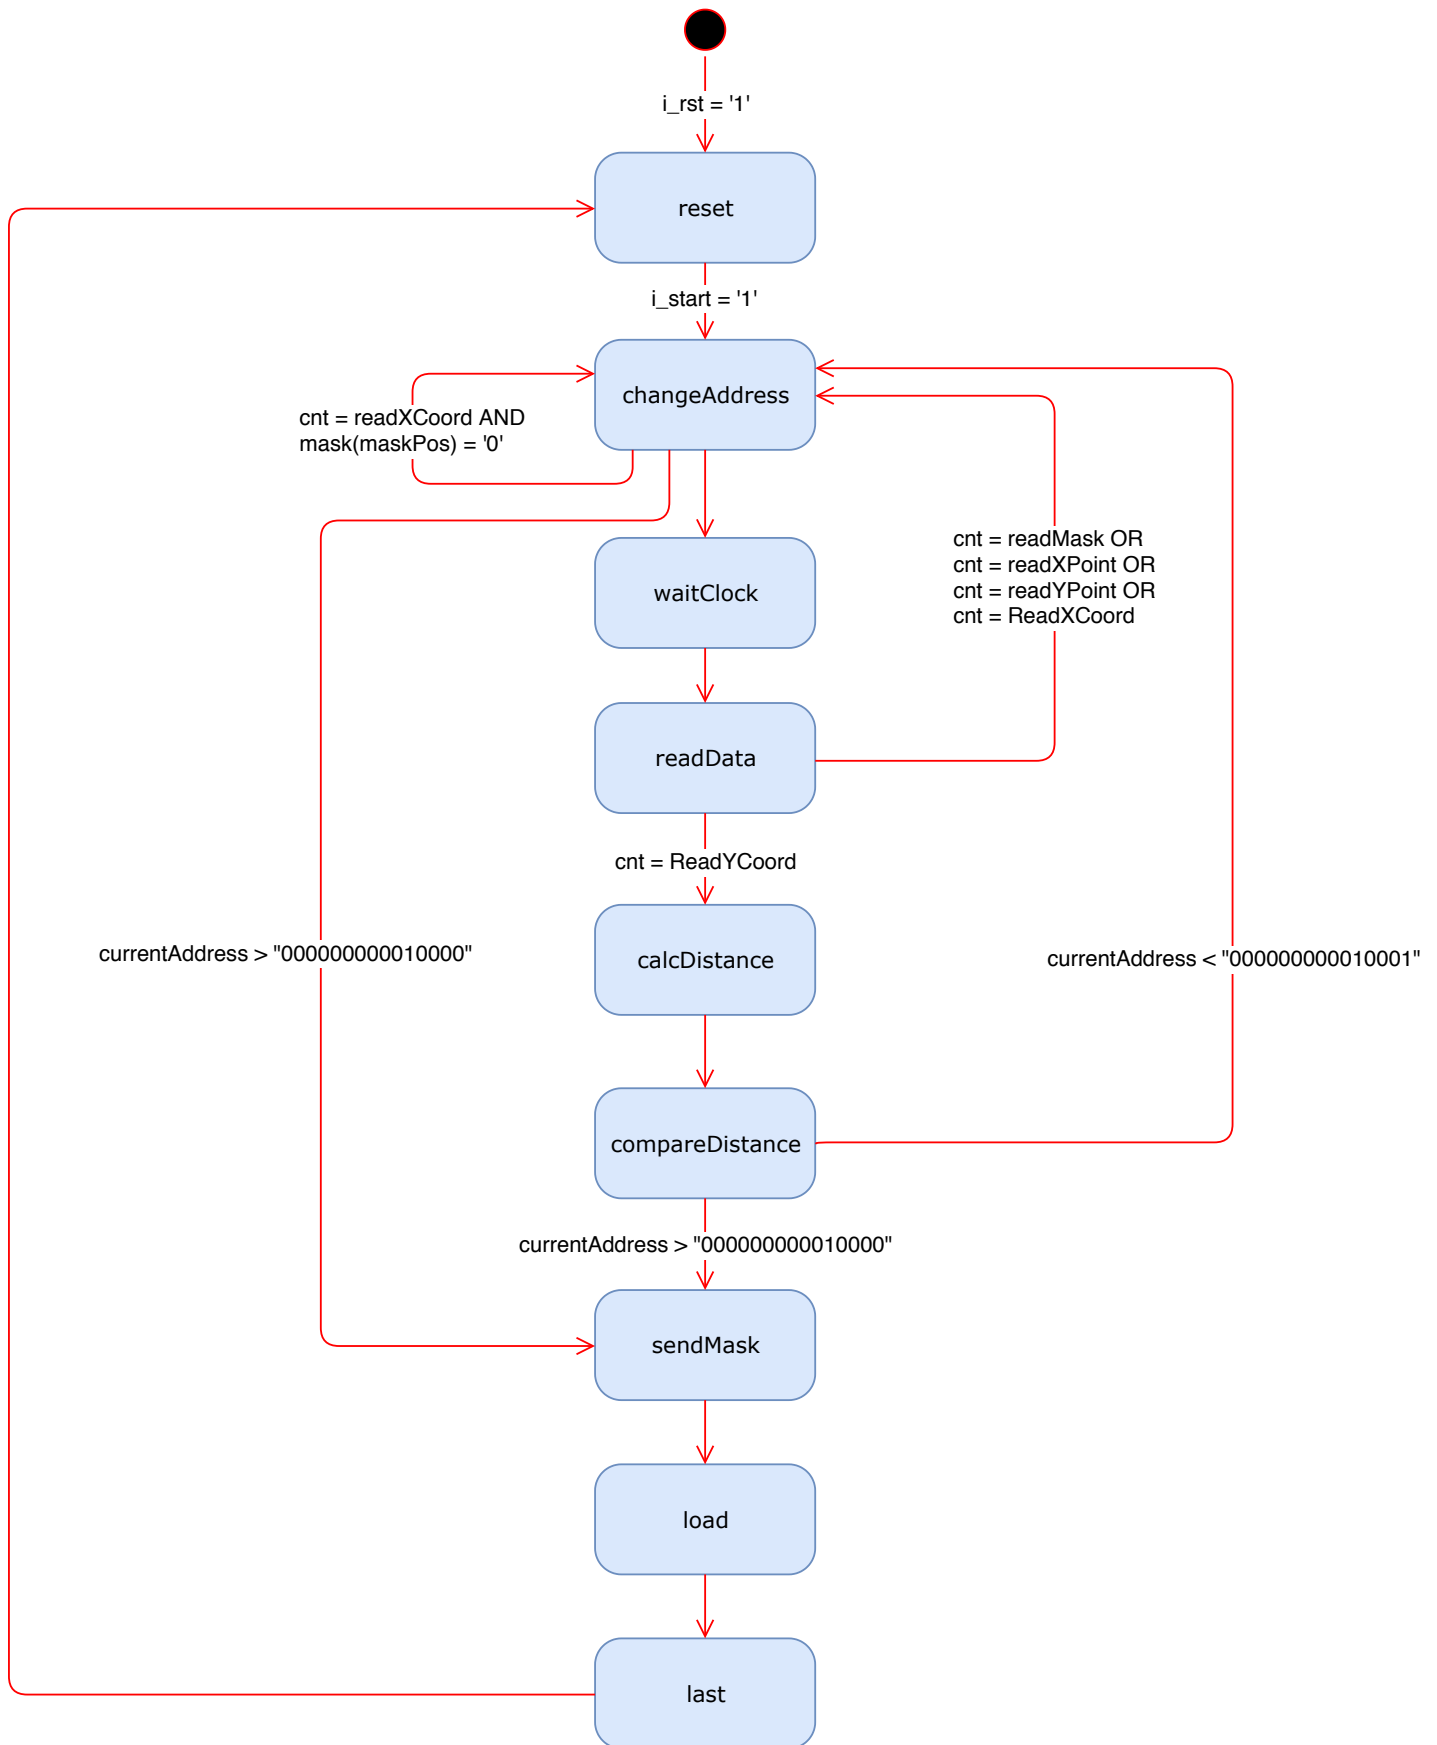 i_rst = '1'
reset
i_start = '1'
changeAddress
cnt = readXCoord AND
mask(maskPos) = '0'
waitClock
cnt = readMask OR
cnt = readXPoint OR
cnt = readYPoint OR
cnt = ReadXCoord
readData
cnt = ReadYCoord
currentAddress > "000000000010000"
calcDistance
currentAddress < "000000000010001"
compareDistance
currentAddress > "000000000010000"
sendMask
load
last